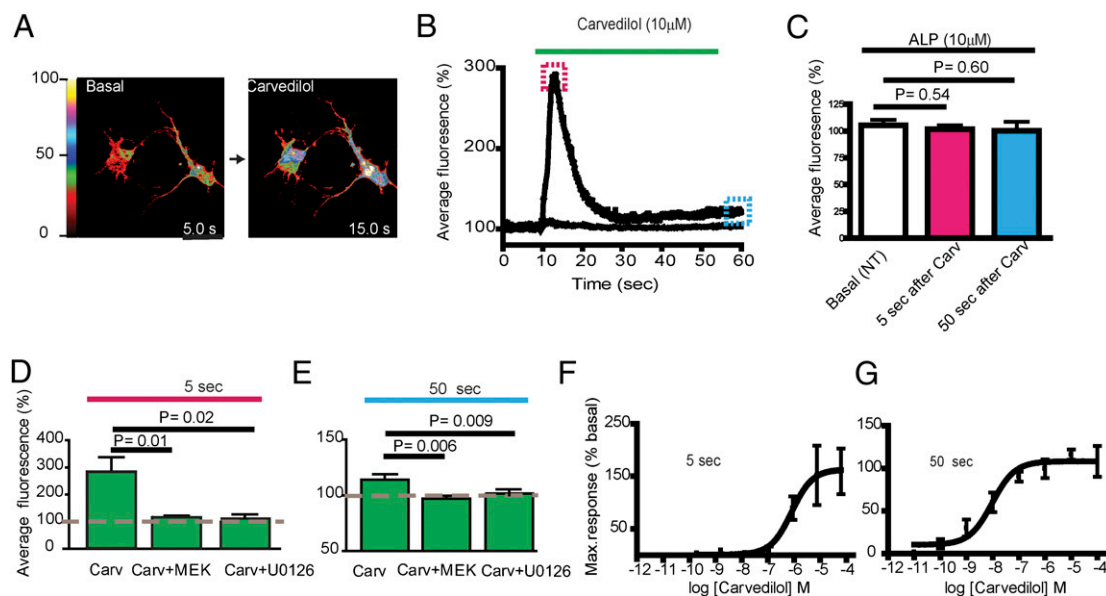 A
100
50
0
Basal
5.0 s
Carvedilol
15.0 s
B
Carvedilol (10μM)
Average fluorescence (%)
300
200
100
0 10 20 30 40 50 60
Time (sec)
C
ALP (10μM)
P= 0.60
P= 0.54
Average fluoresence (%)
125
100
75
50
25
0
Basal (NT)
5 sec after Carv
50 sec after Carv
D
5 sec
P= 0.02
P= 0.01
Average fluorescence (%)
400
300
200
100
0
Carv Carv+MEK Carv+U0126
E
50 sec
P= 0.009
P= 0.006
150
100
50
Carv Carv+MEK Carv+U0126
F
Max.response (% basal)
250
150
50
5 sec
-12 -11 -10 -9 -8 -7 -6 -5 -4
log [Carvedilol] M
G
150
100
50
0
50 sec
-12 -11 -10 -9 -8 -7 -6 -5 -4
log [Carvedilol] M